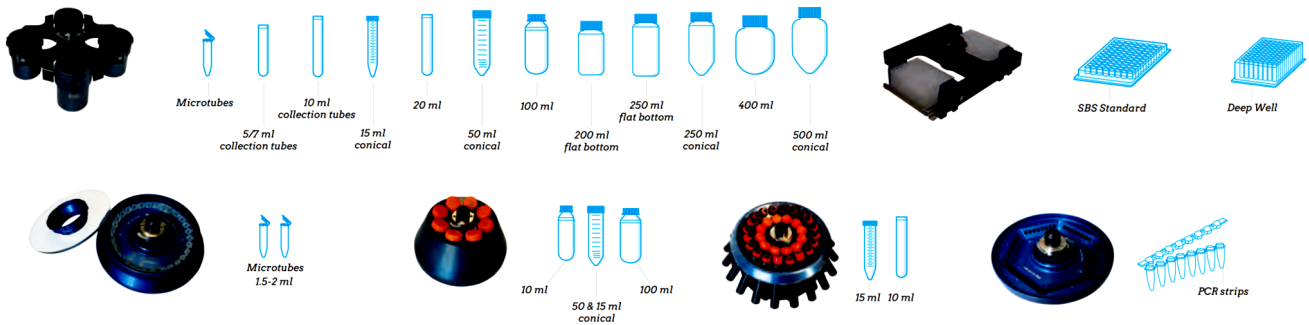 Microtubes
5/7 ml
collection tubes
10 ml
collection tubes
15 ml
conical
20 ml
50 ml
conical
100 ml
200 ml
flat bottom
250 ml
flat bottom
250 ml
conical
400 ml
500 ml
conical
SBS Standard
Deep Well
Microtubes
1.5-2 ml
10 ml
50 & 15 ml
conical
100 ml
15 ml
10 ml
PCR strips